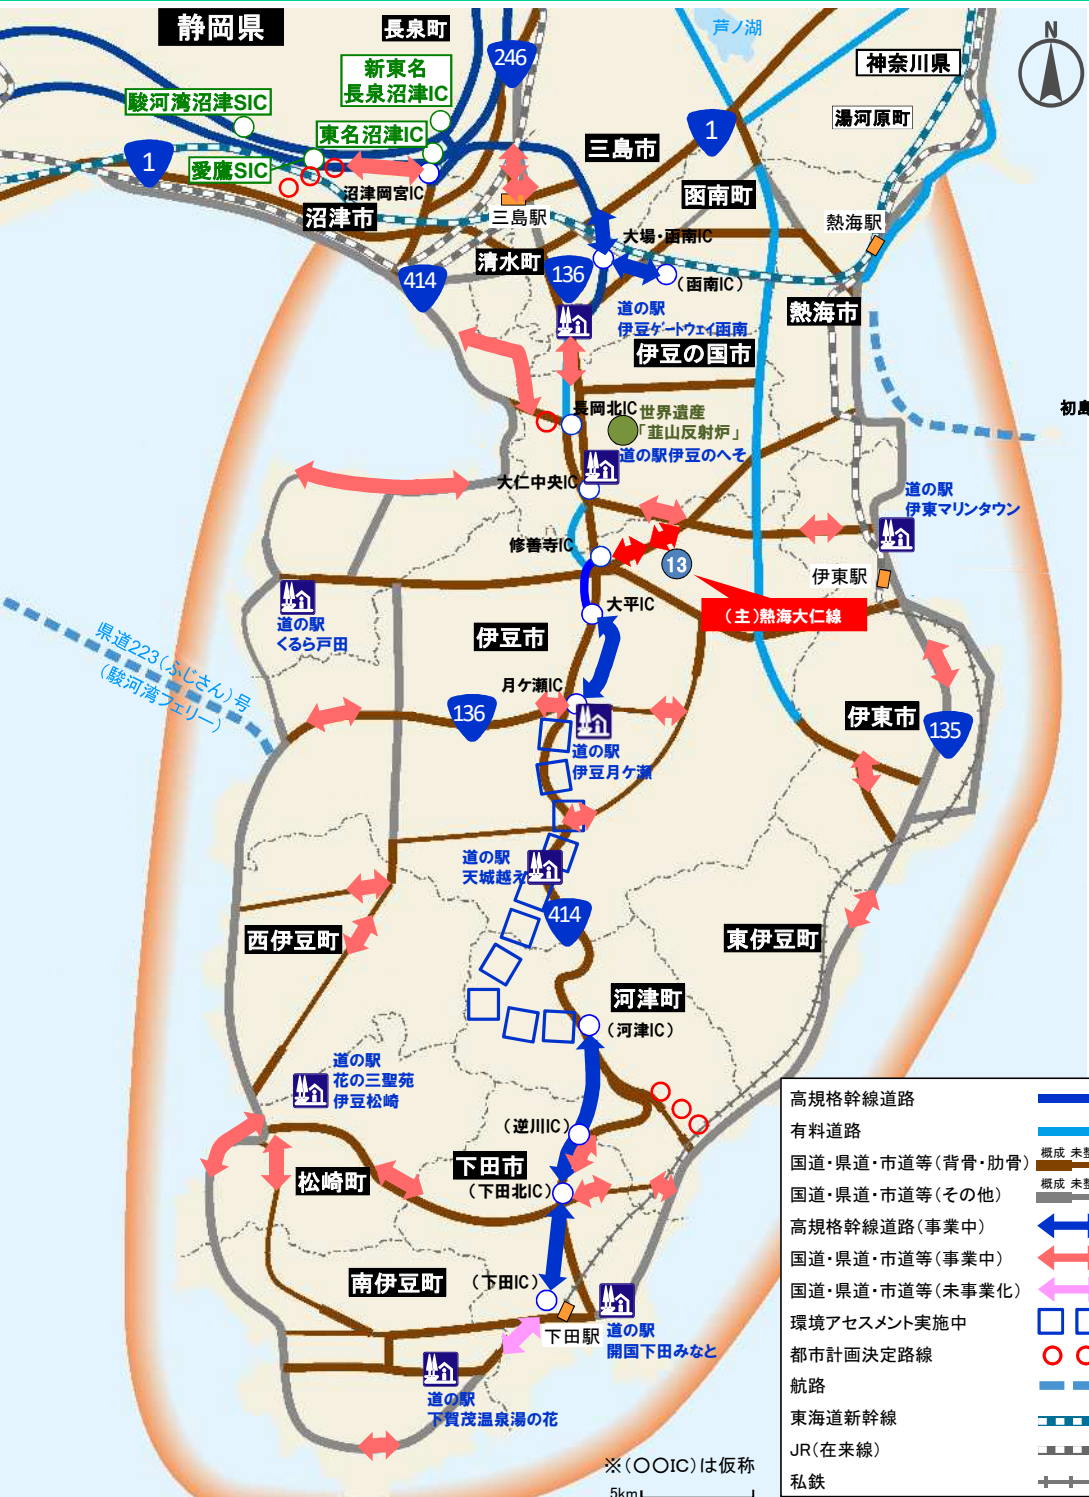 静岡県
長泉町
芦ノ湖
N
246
神奈川県
新東名
長泉沼津IC
駿河湾沼津SIC
湯河原町
東名沼津IC
1
三島市
1
愛鷹SIC
沼津岡宮IC
函南町
沼津市
三島駅
熱海駅
大場・函南IC
清水町
136
(函南IC)
414
道の駅
伊豆ゲートウェイ函南
熱海市
伊豆の国市
長岡北IC
世界遺産
「韮山反射炉」
初島
道の駅伊豆のへそ
大仁中央IC
道の駅
伊東マリンタウン
修善寺IC
13
伊東駅
大平IC
(主)熱海大仁線
道の駅
くるら戸田
伊豆市
県道223(ふじさん)号
(駿河湾フェリー)
月ケ瀬IC
136
伊東市
135
道の駅
伊豆月ケ瀬
道の駅
天城越え
414
西伊豆町
東伊豆町
河津町
(河津IC)
道の駅
花の三聖苑
伊豆松崎
(逆川IC)
下田市
(下田北IC)
松崎町
南伊豆町
(下田IC)
下田駅
道の駅
開国下田みなと
道の駅
下賀茂温泉湯の花
※(〇〇IC)は仮称
5km
高規格幹線道路
有料道路
国道・県道・市道等(背骨・肋骨)
概成 未整
国道・県道・市道等(その他)
概成 未整
高規格幹線道路(事業中)
国道・県道・市道等(事業中)
国道・県道・市道等(未事業化)
環境アセスメント実施中
都市計画決定路線
航路
東海道新幹線
JR(在来線)
私鉄